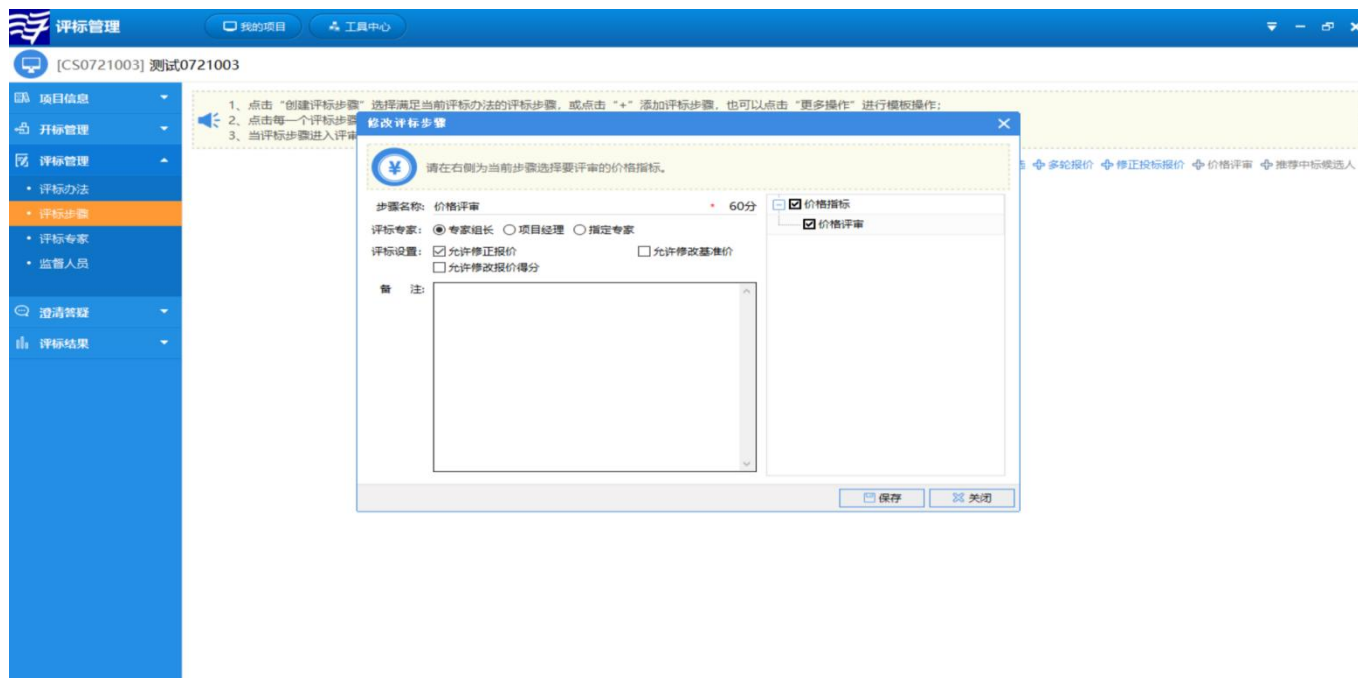 评标管理 我的项目 工具中心
[CS0721003] 测试0721003
项目信息
开标管理
评标管理
评标办法
评标步骤
评标专家
监督人员
澄清答疑
评标结果
1、点击“创建评标步骤”选择满足当前评标办法的评标步骤，或点击“+”添加评标步骤，也可以点击“更多操作”进行模板操作；
2、点击每一个评标步骤
3、当评标步骤进入评审
多轮报价 修正投标报价 价格评审 推荐中标候选人
修改评标步骤
请在右侧为当前步骤选择要评审的价格指标。
步骤名称: 价格评审 * 60分
评标专家: 专家组长 项目经理 指定专家
评标设置: 允许修正报价 允许修改基准价
允许修改报价得分
备 注:
价格指标
价格评审
保存 关闭